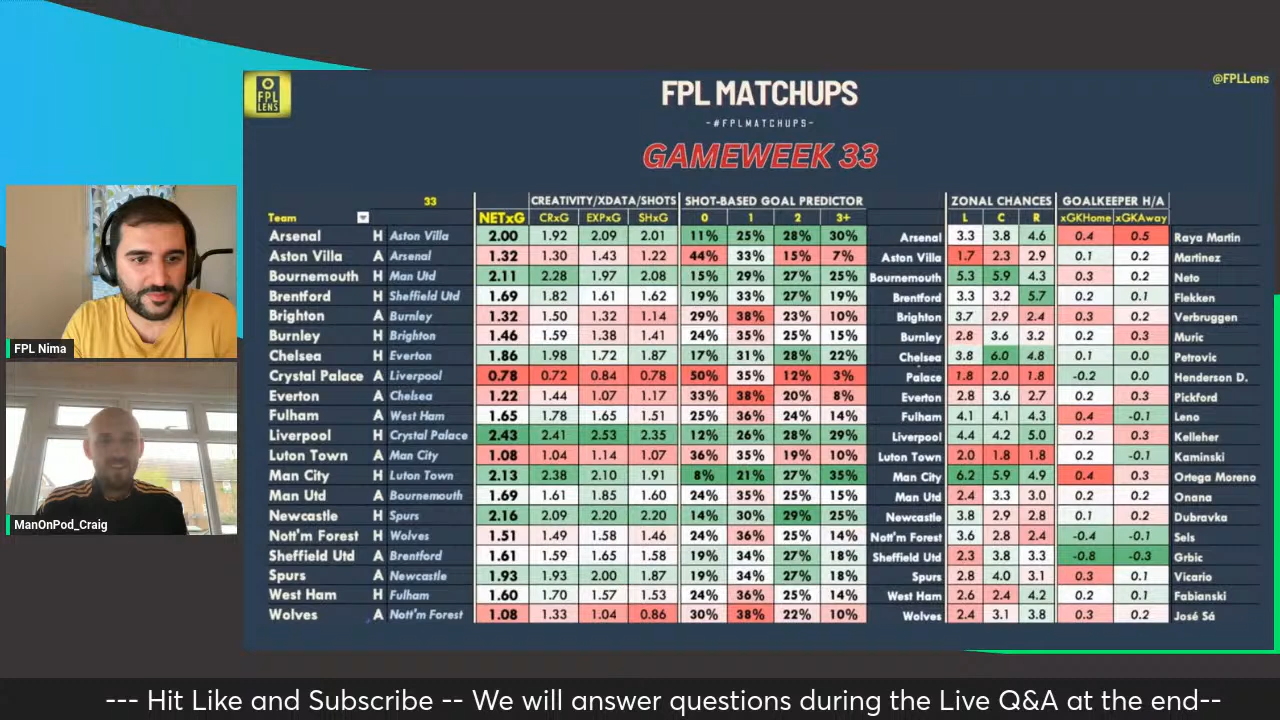 @FPLLens
FPL LENS
FPL MATCHUPS
-#FPLMATCHUPS-
GAMEWEEK 33
33 CREATIVITY/XDATA/SHOTS SHOT-BASED GOAL PREDICTOR ZONAL CHANCES GOALKEEPER H/A
Team NETxG CRxG EXPxG SHxG 0 1 2 3+ L C R xGKHome xGKAway
Arsenal H Aston Villa 2.00 1.92 2.09 2.01 11% 25% 28% 30% Arsenal 3.3 3.8 4.6 0.4 0.5 Raya Martin
Aston Villa A Arsenal 1.32 1.30 1.43 1.22 44% 33% 15% 7% Aston Villa 1.7 2.3 2.9 0.1 0.2 Martinez
Bournemouth H Man Utd 2.11 2.28 1.97 2.08 15% 29% 27% 25% Bournemouth 5.3 5.9 4.3 0.3 0.2 Neto
Brentford H Sheffield Utd 1.69 1.82 1.61 1.62 19% 33% 27% 19% Brentford 3.3 3.2 5.7 0.2 0.1 Flekken
Brighton A Burnley 1.32 1.50 1.32 1.14 29% 38% 23% 10% Brighton 3.7 2.9 2.4 0.3 0.2 Verbruggen
Burnley H Brighton 1.46 1.59 1.38 1.41 24% 35% 25% 15% Burnley 2.8 3.6 3.2 0.2 0.3 Muric
Chelsea H Everton 1.86 1.98 1.72 1.87 17% 31% 28% 22% Chelsea 3.8 6.0 4.8 0.1 0.0 Petrovic
Crystal Palace A Liverpool 0.78 0.72 0.84 0.78 50% 35% 12% 3% Palace 1.8 2.0 1.8 -0.2 0.0 Henderson D.
Everton A Chelsea 1.22 1.44 1.07 1.17 33% 38% 20% 8% Everton 2.8 3.6 2.7 0.2 0.3 Pickford
Fulham A West Ham 1.65 1.78 1.65 1.51 25% 36% 24% 14% Fulham 4.1 4.1 4.3 0.4 -0.1 Leno
Liverpool H Crystal Palace 2.43 2.41 2.53 2.35 12% 26% 28% 29% Liverpool 4.4 4.2 5.0 0.2 0.3 Kelleher
Luton Town A Man City 1.08 1.04 1.14 1.07 36% 35% 19% 10% Luton Town 2.0 1.8 1.8 0.2 -0.1 Kaminski
Man City H Luton Town 2.13 2.38 2.10 1.91 8% 21% 27% 35% Man City 6.2 5.9 4.9 0.4 0.3 Ortega Moreno
Man Utd A Bournemouth 1.69 1.61 1.85 1.60 24% 35% 25% 15% Man Utd 2.4 3.3 3.0 0.2 0.2 Onana
Newcastle H Spurs 2.16 2.09 2.20 2.20 14% 30% 29% 25% Newcastle 3.8 2.9 2.8 0.1 0.2 Dubravka
Nott'm Forest H Wolves 1.51 1.49 1.58 1.46 24% 36% 25% 14% Nott'm Forest 3.6 2.8 2.4 -0.4 -0.1 Sels
Sheffield Utd A Brentford 1.61 1.59 1.65 1.58 19% 34% 27% 18% Sheffield Utd 2.3 3.8 3.3 -0.8 -0.3 Grbic
Spurs A Newcastle 1.93 1.93 2.00 1.87 19% 34% 27% 18% Spurs 2.8 4.0 3.1 0.3 0.1 Vicario
West Ham H Fulham 1.60 1.70 1.57 1.53 24% 36% 25% 14% West Ham 2.6 2.4 4.2 0.2 0.1 Fabianski
Wolves A Nott'm Forest 1.08 1.33 1.04 0.86 30% 38% 22% 10% Wolves 2.4 3.1 3.8 0.3 0.2 José Sá
FPL Nima
ManOnPod_Craig
--- Hit Like and Subscribe -- We will answer questions during the Live Q&A at the end--